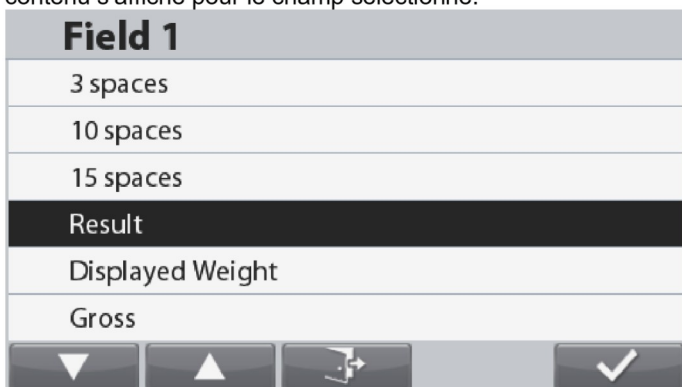 contenu s'affiche pour le champ sélectionné.
Field 1
3 spaces
10 spaces
15 spaces
Result
Displayed Weight
Gross